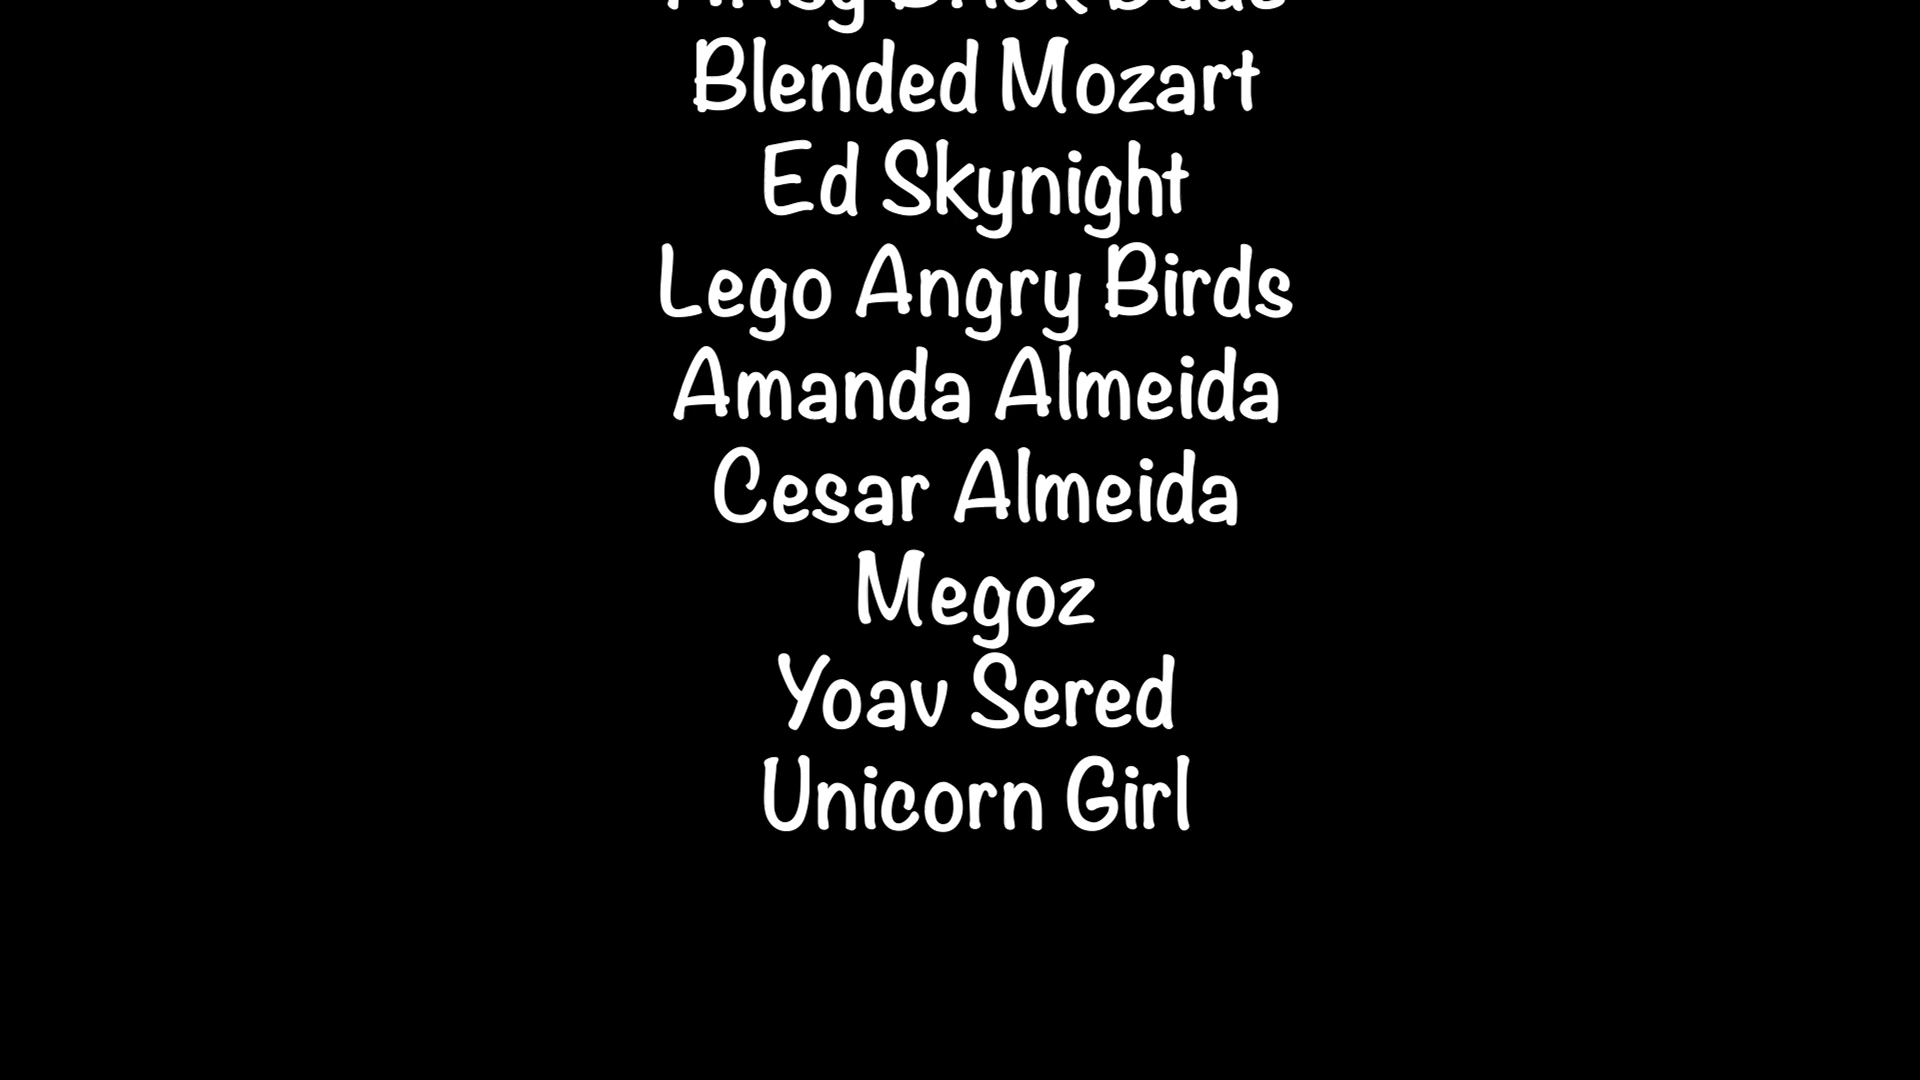 Blended Mozart
Ed Skynight
Lego Angry Birds
Amanda Almeida
Cesar Almeida
Megoz
Yoav Sered
Unicorn Girl